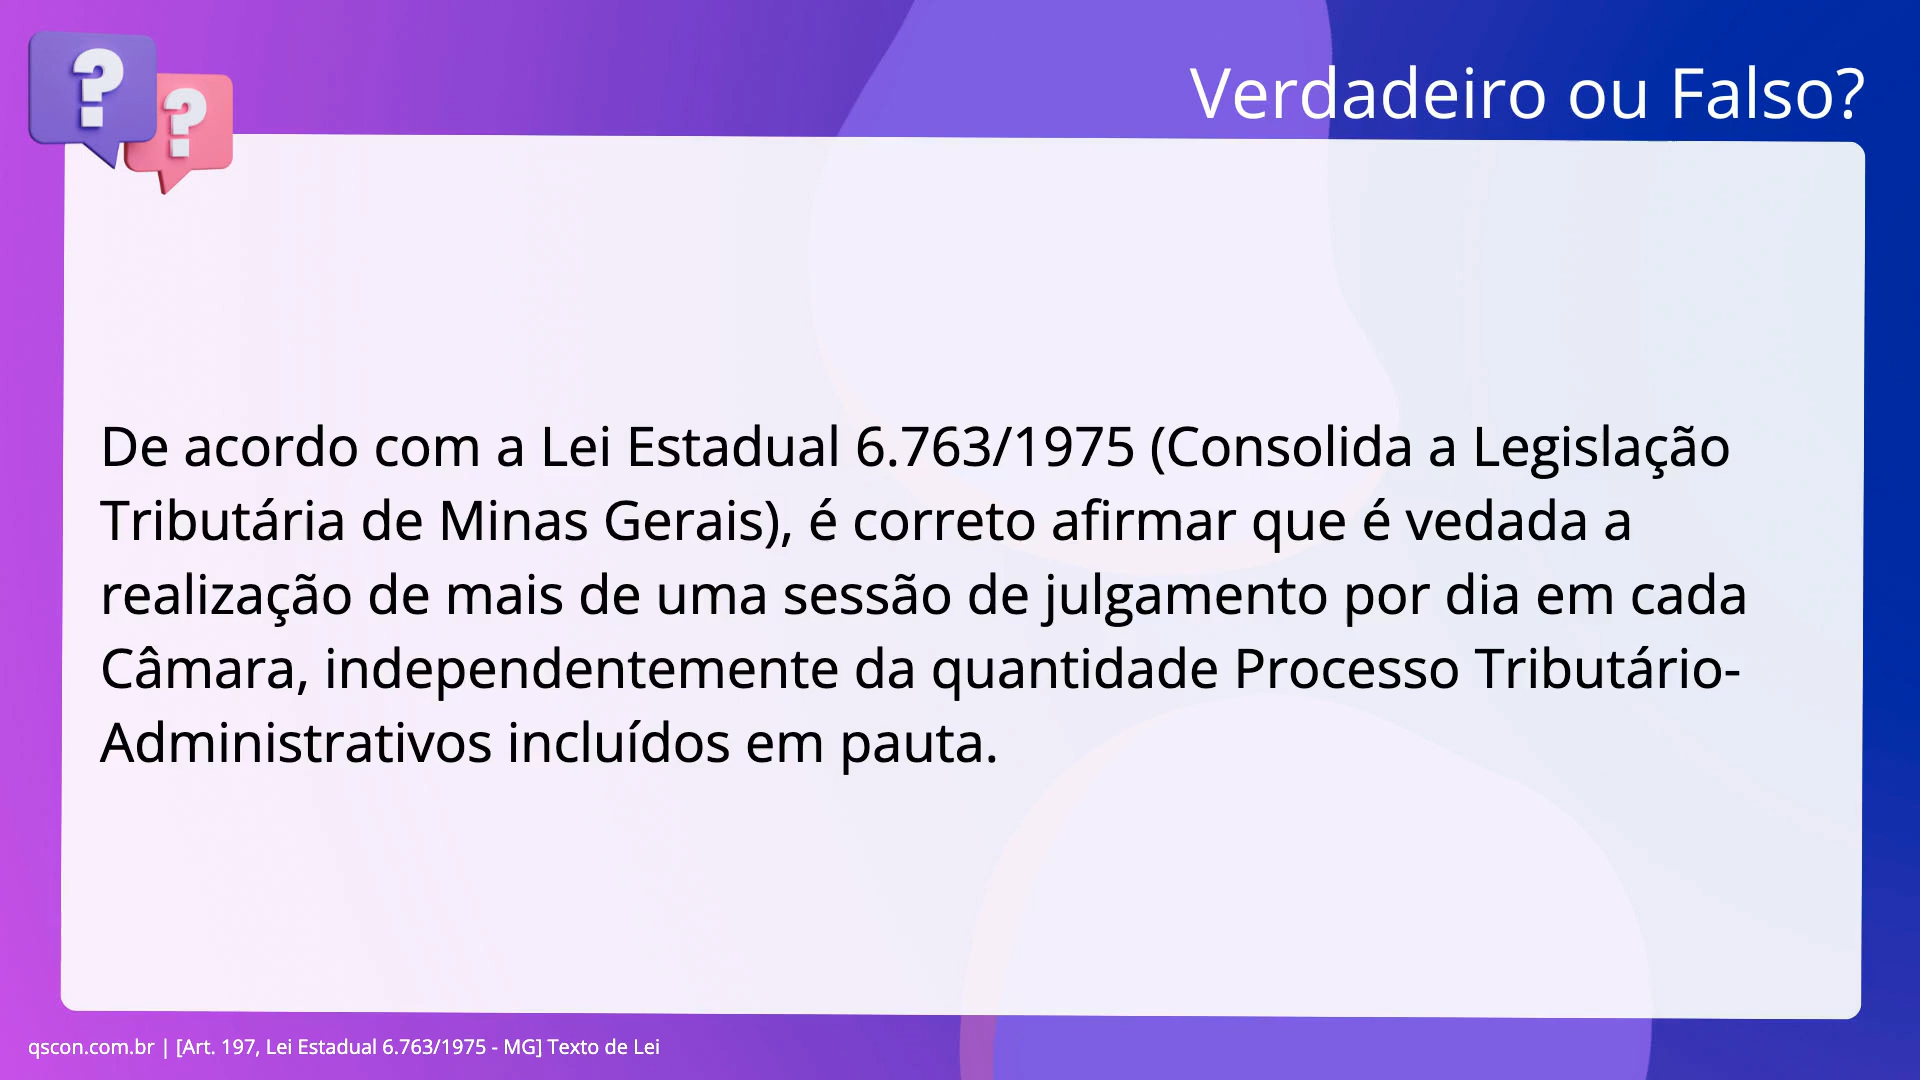 Verdadeiro ou Falso?
De acordo com a Lei Estadual 6.763/1975 (Consolida a Legislação
Tributária de Minas Gerais), é correto afirmar que é vedada a
realização de mais de uma sessão de julgamento por dia em cada
Câmara, independentemente da quantidade Processo Tributário-
Administrativos incluídos em pauta.
qscon.com.br | [Art. 197, Lei Estadual 6.763/1975 - MG] Texto de Lei